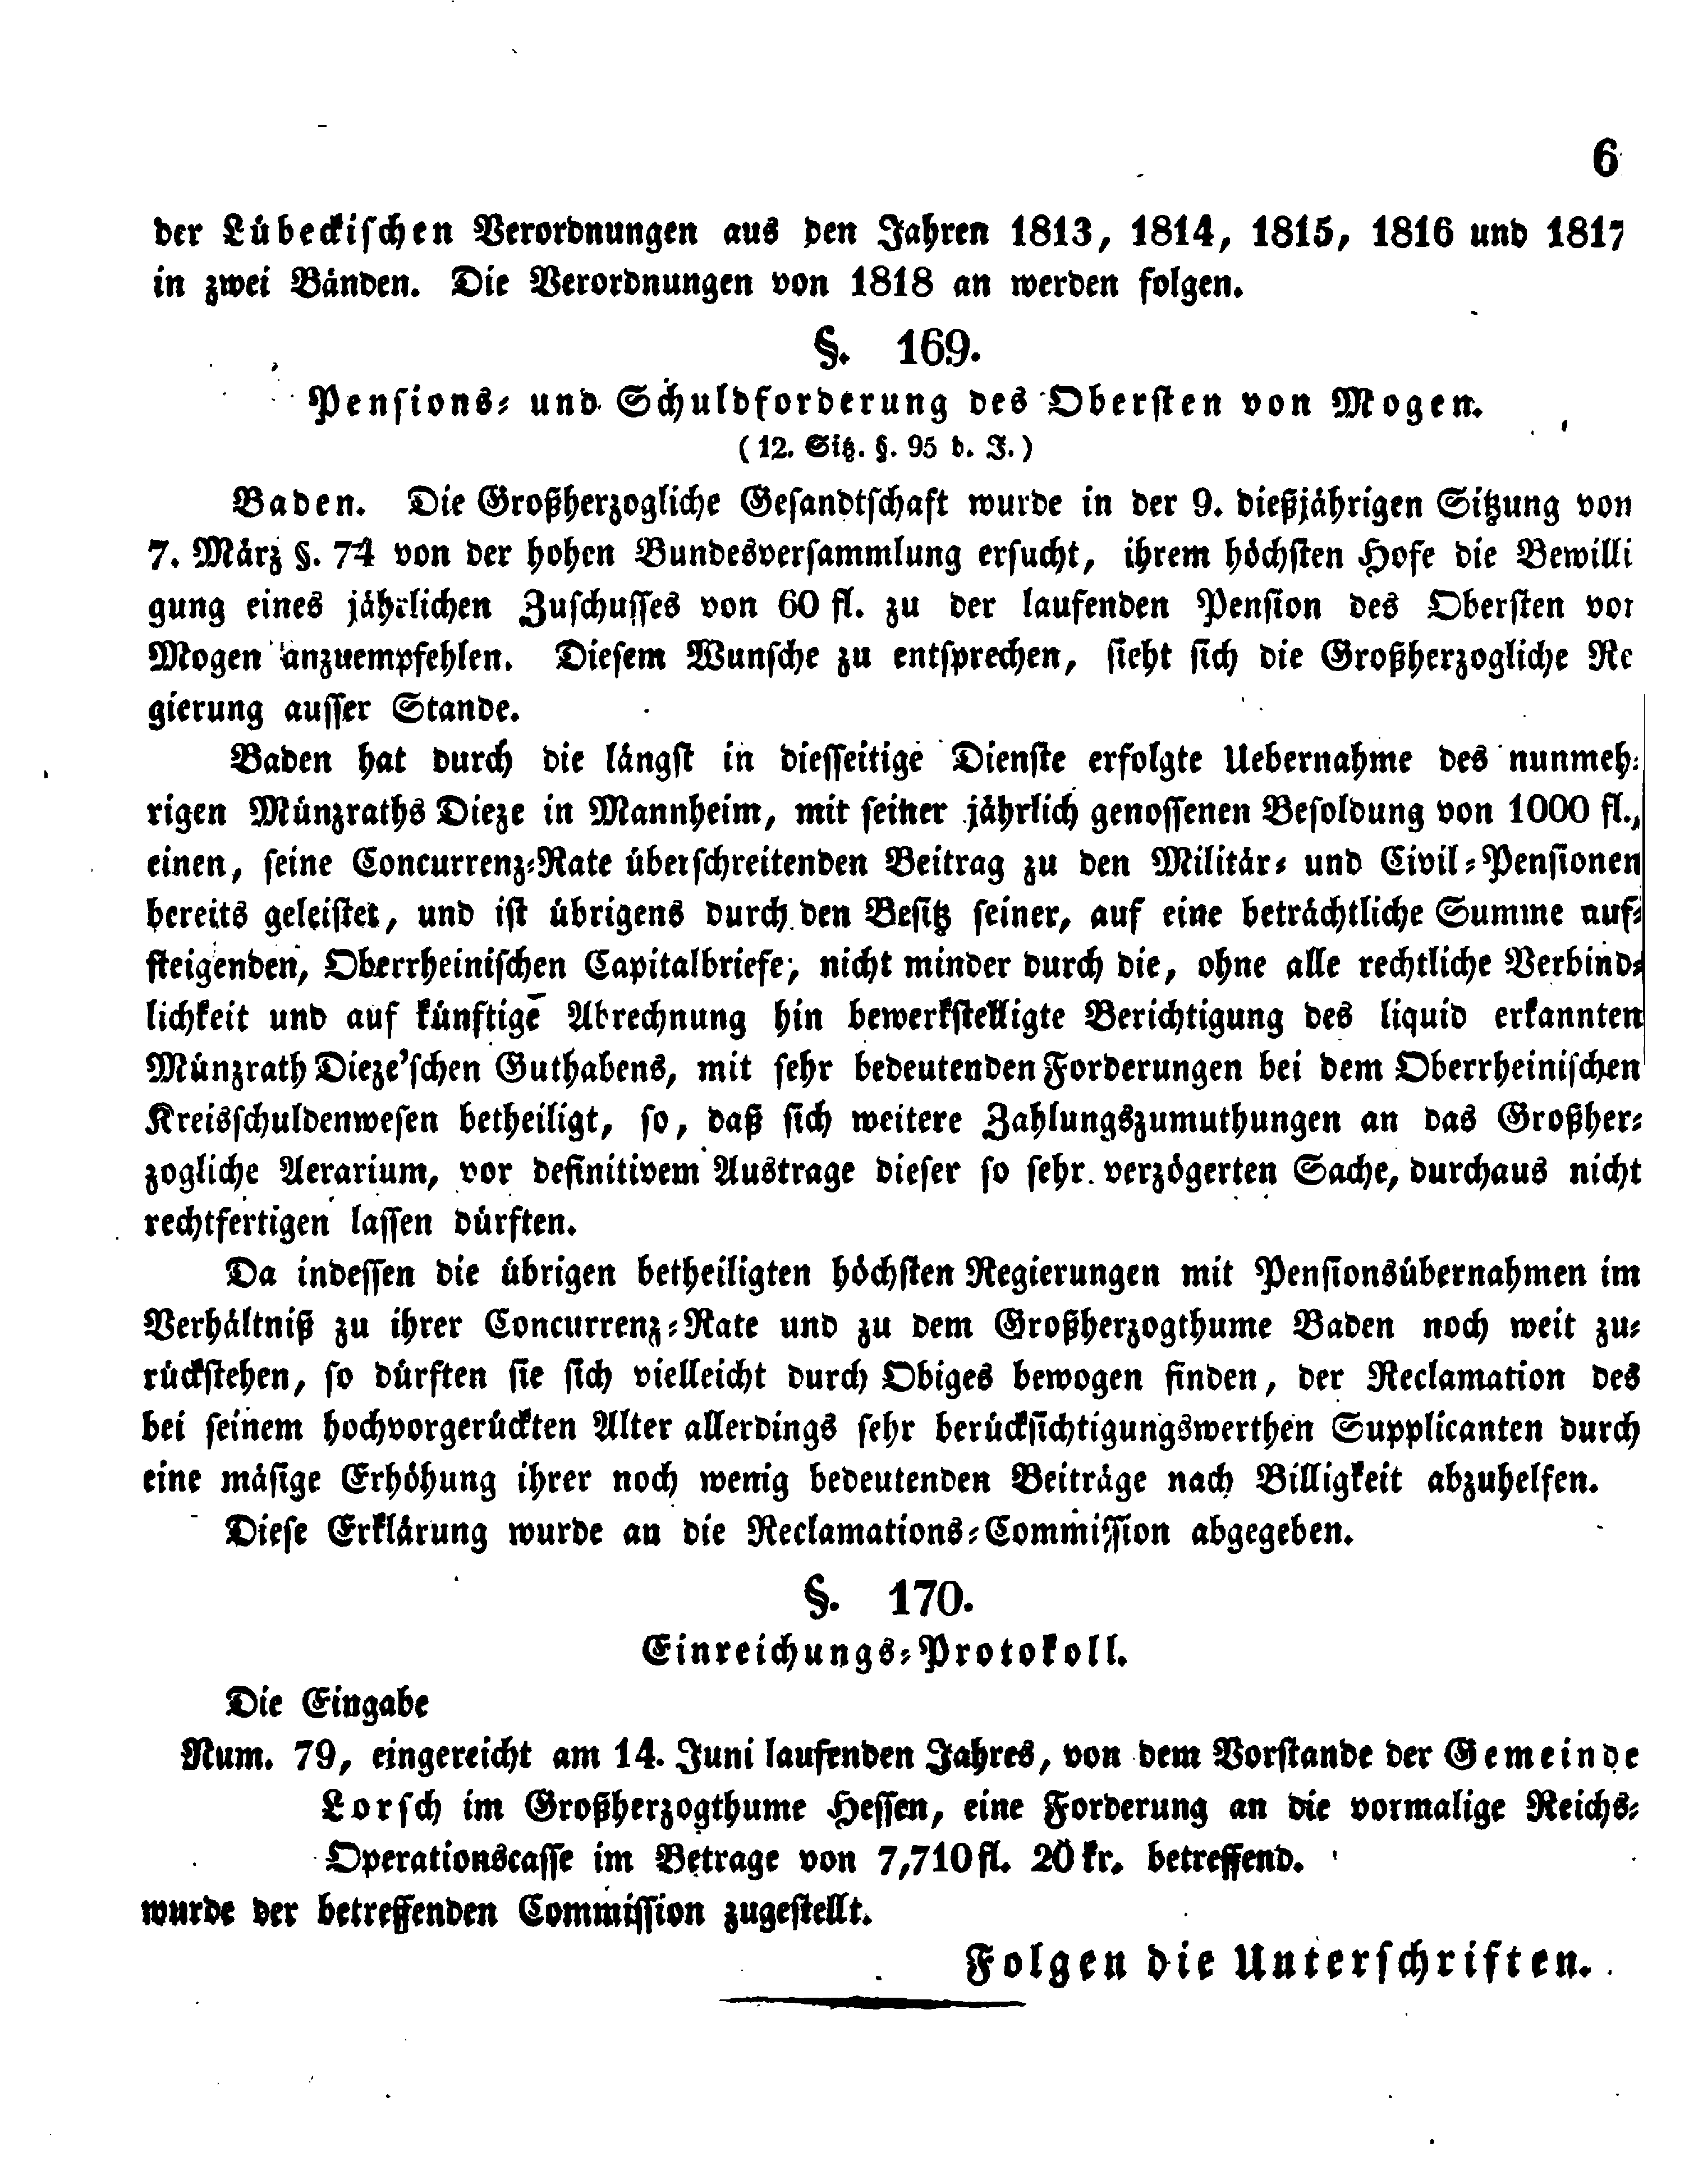 6
der Lübeckischen Verordnungen aus den Jahren 1813, 1814, 1815, 1816 und 1817
in zwei Bänden. Die Verordnungen von 1818 an werden folgen.
§. 169.
Pensions- und Schuldforderung des Obersten von Mogen.
(12. Sitz. §. 95 d. J.)
Baden. Die Großherzogliche Gesandtschaft wurde in der 9. dießjährigen Sitzung von
7. März §. 74 von der hohen Bundesversammlung ersucht, ihrem höchsten Hofe die Bewilli
gung eines jährlichen Zuschusses von 60 fl. zu der laufenden Pension des Obersten vor
Mogen anzuempfehlen. Diesem Wunsche zu entsprechen, sieht sich die Großherzogliche Re
gierung ausser Stande.
Baden hat durch die längst in diesseitige Dienste erfolgte Uebernahme des nunmeh-
rigen Münzraths Dieze in Mannheim, mit seiner jährlich genossenen Besoldung von 1000 fl.,
einen, seine Concurrenz-Rate überschreitenden Beitrag zu den Militär- und Civil-Pensionen
bereits geleistet, und ist übrigens durch den Besitz seiner, auf eine beträchtliche Summe auf-
steigenden, Oberrheinischen Capitalbriefe, nicht minder durch die, ohne alle rechtliche Verbind-
lichkeit und auf künftige Abrechnung hin bewerkstelligte Berichtigung des liquid erkannten
Münzrath Dieze'schen Guthabens, mit sehr bedeutenden Forderungen bei dem Oberrheinischen
Kreisschuldenwesen betheiligt, so, daß sich weitere Zahlungszumuthungen an das Großher-
zogliche Aerarium, vor definitivem Austrage dieser so sehr verzögerten Sache, durchaus nicht
rechtfertigen lassen dürften.
Da indessen die übrigen betheiligten höchsten Regierungen mit Pensionsübernahmen im
Verhältniß zu ihrer Concurrenz-Rate und zu dem Großherzogthume Baden noch weit zu-
rückstehen, so dürften sie sich vielleicht durch Obiges bewogen finden, der Reclamation des
bei seinem hochvorgerückten Alter allerdings sehr berücksichtigungswerthen Supplicanten durch
eine mäsige Erhöhung ihrer noch wenig bedeutenden Beiträge nach Billigkeit abzuhelfen.
Diese Erklärung wurde an die Reclamations-Commission abgegeben.
§. 170.
Einreichungs-Protokoll.
Die Eingabe
Num. 79, eingereicht am 14. Juni laufenden Jahres, von dem Vorstande der Gemeinde
Lorsch im Großherzogthume Hessen, eine Forderung an die vormalige Reichs-
Operationscasse im Betrage von 7,710 fl. 20 kr. betreffend.
wurde der betreffenden Commission zugestellt.
Folgen die Unterschriften.